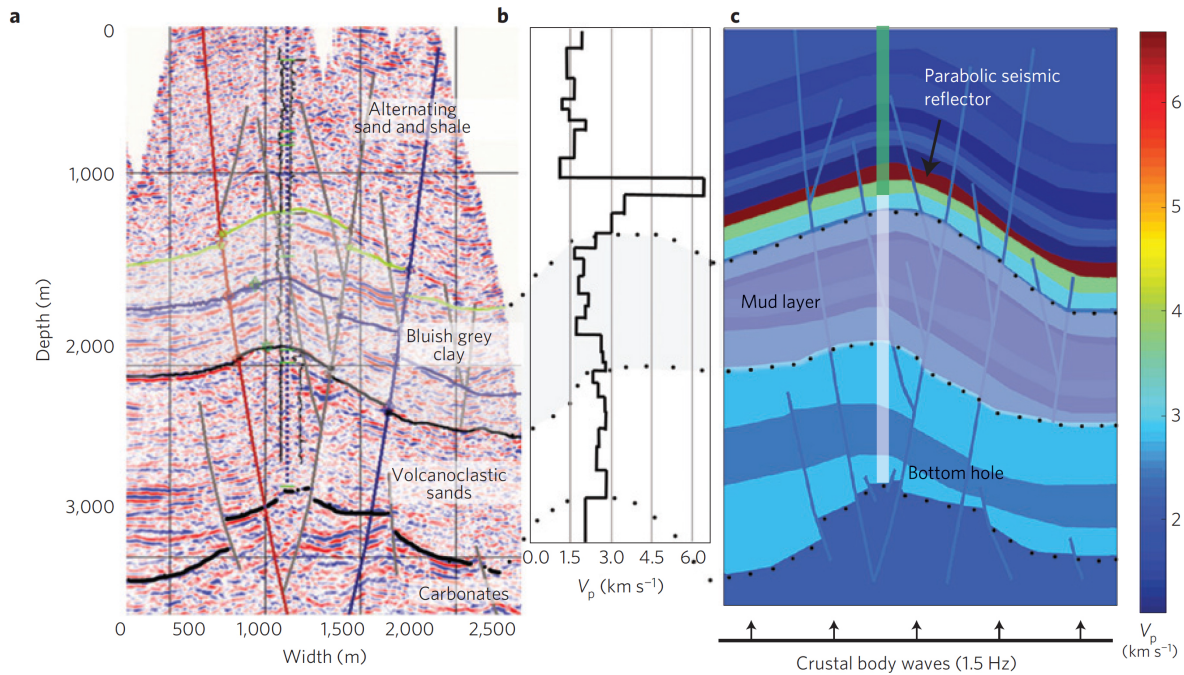 a
b
c
0
1,000
2,000
3,000
Depth (m)
Alternating
sand and shale
Bluish grey
clay
Volcanoclastic
sands
Carbonates
0
500
1,000
1,500
2,000
2,500
Width (m)
0.0
1.5
3.0
4.5
6.0
Vp (km s⁻¹)
Parabolic seismic
reflector
Mud layer
Bottom hole
Crustal body waves (1.5 Hz)
6
5
4
3
2
Vp
(km s⁻¹)